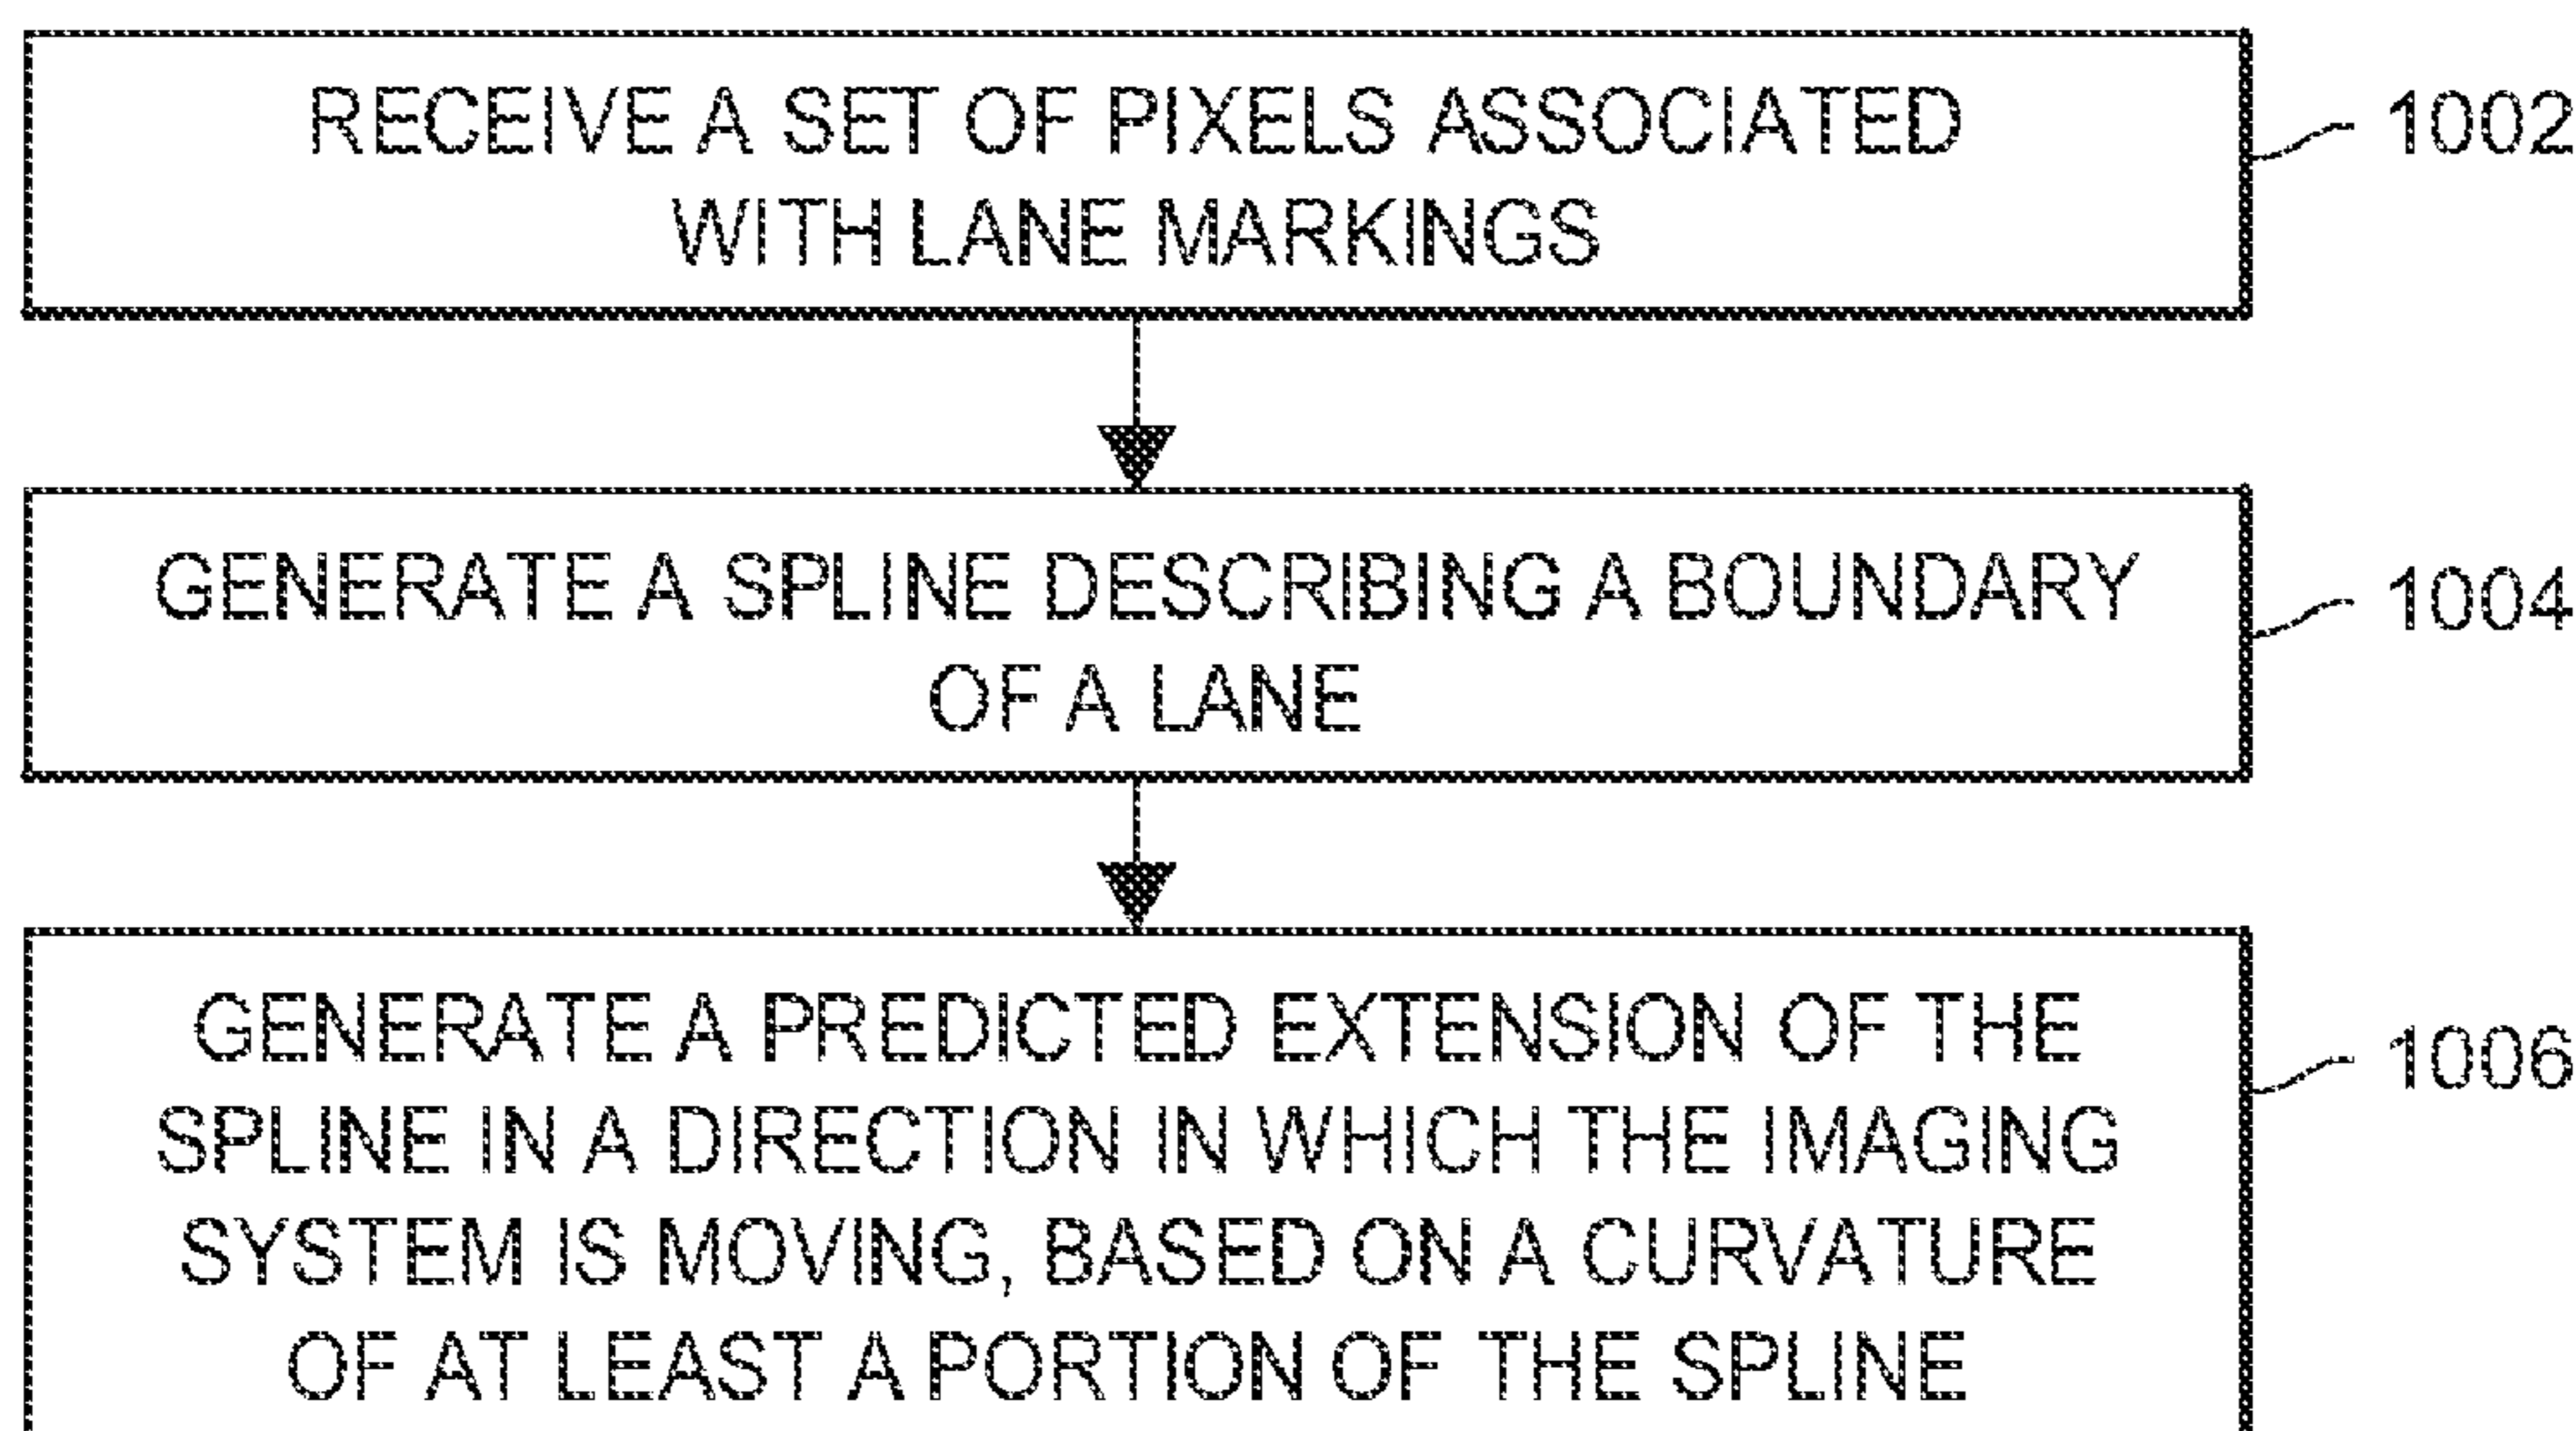 RECEIVE A SET OF PIXELS ASSOCIATED
WITH LANE MARKINGS
1002
GENERATE A SPLINE DESCRIBING A BOUNDARY
OF A LANE
1004
GENERATE A PREDICTED EXTENSION OF THE
SPLINE IN A DIRECTION IN WHICH THE IMAGING
SYSTEM IS MOVING, BASED ON A CURVATURE
OF AT LEAST A PORTION OF THE SPLINE
1006